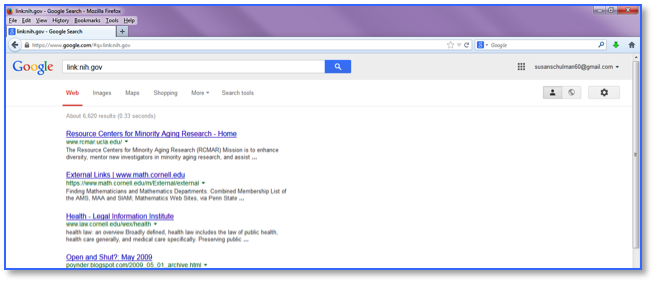 link:nih.gov - Google Search - Mozilla Firefox
File Edit View History Bookmarks Tools Help
link:nih.gov - Google Search
https://www.google.com/#q=link:nih.gov
Google
Google link:nih.gov susanschulman60@gmail.com
Web Images Maps Shopping More Search tools
About 6,620 results (0.33 seconds)
Resource Centers for Minority Aging Research - Home
www.rcmar.ucla.edu/
The Resource Centers for Minority Aging Research (RCMAR) Mission is to enhance
diversity, mentor new investigators in minority aging research, and assist ...
External Links | www.math.cornell.edu
https://www.math.cornell.edu/m/External/external
Finding Mathematicians and Mathematics Departments. Combined Membership List of
the AMS, MAA and SIAM, Mathematics Web Sites, via Penn State ...
Health - Legal Information Institute
www.law.cornell.edu/wex/health
health law: an overview Broadly defined, health law includes the law of public health,
health care generally, and medical care specifically. Preserving public ...
Open and Shut?: May 2009
poynder.blogspot.com/2009_05_01_archive.html